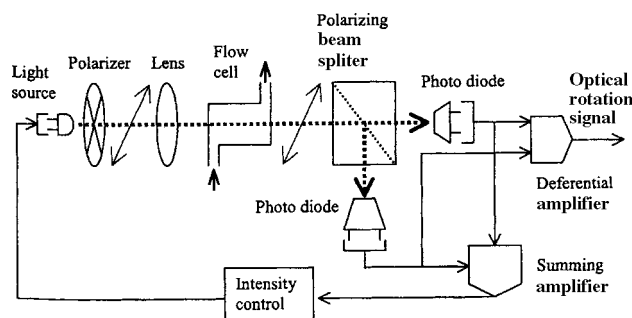 Light
source
Polarizer
Lens
Flow
cell
Polarizing
beam
spliter
Photo diode
Optical
rotation
signal
Deferential
amplifier
Photo diode
Summing
amplifier
Intensity
control